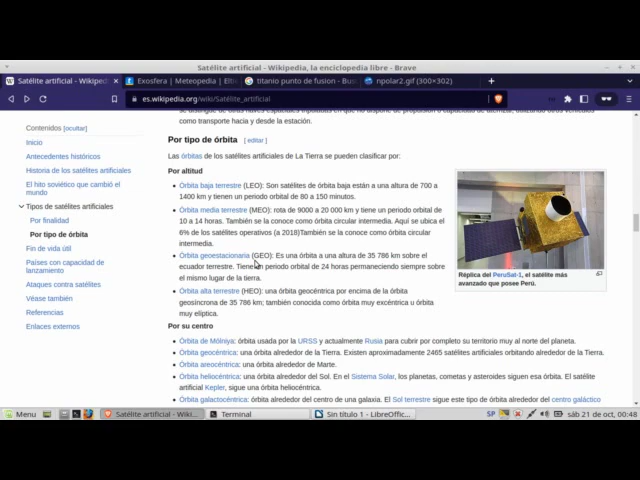 Satélite artificial - Wikipedia, la enciclopedia libre - Brave
Satélite artificial - Wikiped
Exosfera | Meteopedia | Eltie
titanio punto de fusion - Bus
npolar2.gif (300×302)
es.wikipedia.org/wiki/Satélite_artificial
Contenidos [ocultar]
Inicio
Antecedentes históricos
Historia de los satélites artificiales
El hito soviético que cambió el
mundo
Tipos de satélites artificiales
Por finalidad
Por tipo de órbita
Fin de vida útil
Países con capacidad de
lanzamiento
Ataques contra satélites
Véase también
Referencias
Enlaces externos
como transporte hacia y desde la estación.
Por tipo de órbita [ editar ]
Las órbitas de los satélites artificiales de La Tierra se pueden clasificar por:
Por altitud
Órbita baja terrestre (LEO): Son satélites de órbita baja están a una altura de 700 a
1400 km y tienen un periodo orbital de 80 a 150 minutos.
Órbita media terrestre (MEO): rota de 9000 a 20 000 km y tiene un periodo orbital de
10 a 14 horas. También se la conoce como órbita circular intermedia. Aquí se ubica el
6% de los satélites operativos (a 2018)También se la conoce como órbita circular
intermedia.
Órbita geoestacionaria (GEO): Es una órbita a una altura de 35 786 km sobre el
ecuador terrestre. Tiene un periodo orbital de 24 horas permaneciendo siempre sobre
el mismo lugar de la tierra.
Órbita alta terrestre (HEO): una órbita geocéntrica por encima de la órbita
geosíncrona de 35 786 km; también conocida como órbita muy excéntrica u órbita
muy elíptica.
Réplica del PeruSat-1, el satélite más
avanzado que posee Perú.
Por su centro
Órbita de Mólniya: órbita usada por la URSS y actualmente Rusia para cubrir por completo su territorio muy al norte del planeta.
Órbita geocéntrica: una órbita alrededor de la Tierra. Existen aproximadamente 2465 satélites artificiales orbitando alrededor de la Tierra.
Órbita areocéntrica: una órbita alrededor de Marte.
Órbita heliocéntrica: una órbita alrededor del Sol. En el Sistema Solar, los planetas, cometas y asteroides siguen esa órbita. El satélite
artificial Kepler, sigue una órbita heliocéntrica.
Órbita galactocéntrica: órbita alrededor del centro de una galaxia. El Sol terrestre sigue este tipo de órbita alrededor del centro galáctico
Menu
Satélite artificial - Wiki...
Terminal
Sin título 1 - LibreOffic...
SP
sáb 21 de oct, 00:48